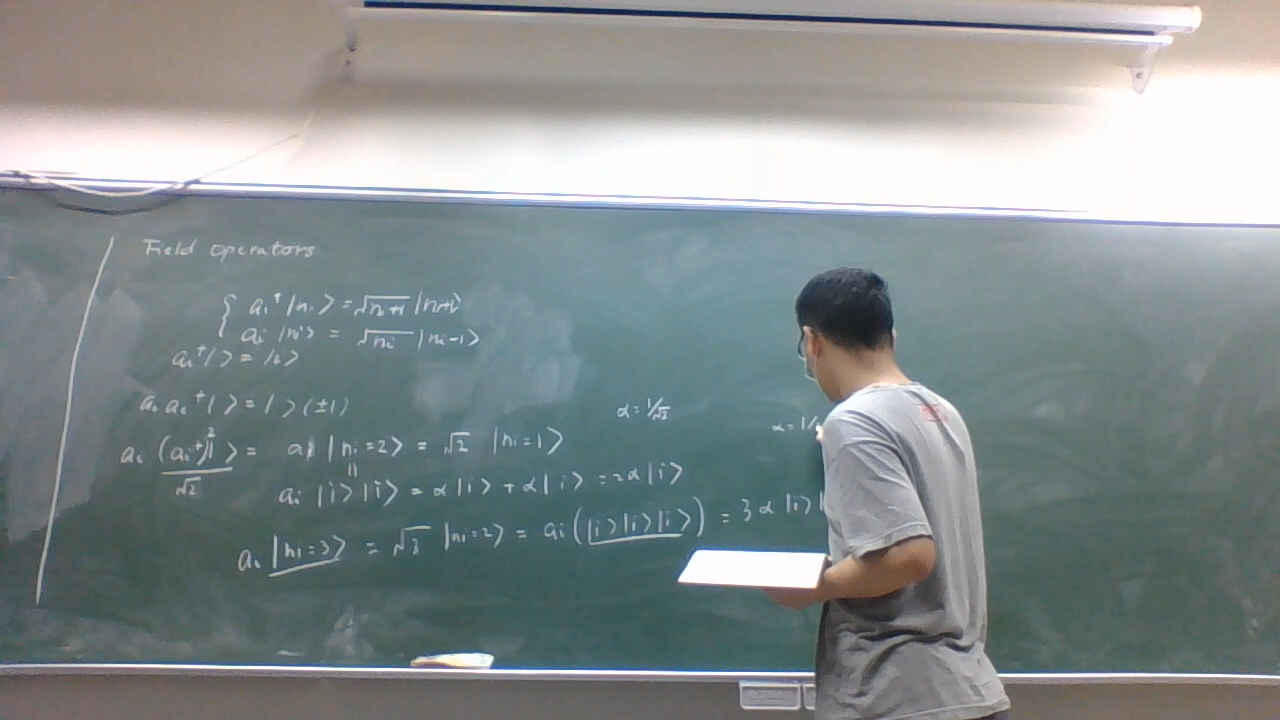 Field operators
{ aᵢ⁺ |nᵢ> = √nᵢ+1 |nᵢ+1>
aᵢ |nᵢ> = √nᵢ |nᵢ-1>
aᵢ⁺| > = |i>
aᵢ aᵢ⁺| > = | > (±1)
α = 1/√2
α = 1/
aᵢ (aᵢ⁺)²| > / √2 = aᵢ |nᵢ=2> = √2 |nᵢ=1>
||
aᵢ |i>|i> = α|i> + α|i> = 2α|i>
aᵢ |nᵢ=3> = √3 |nᵢ=2> = aᵢ(|i>|i>|i>) = 3α|i>|